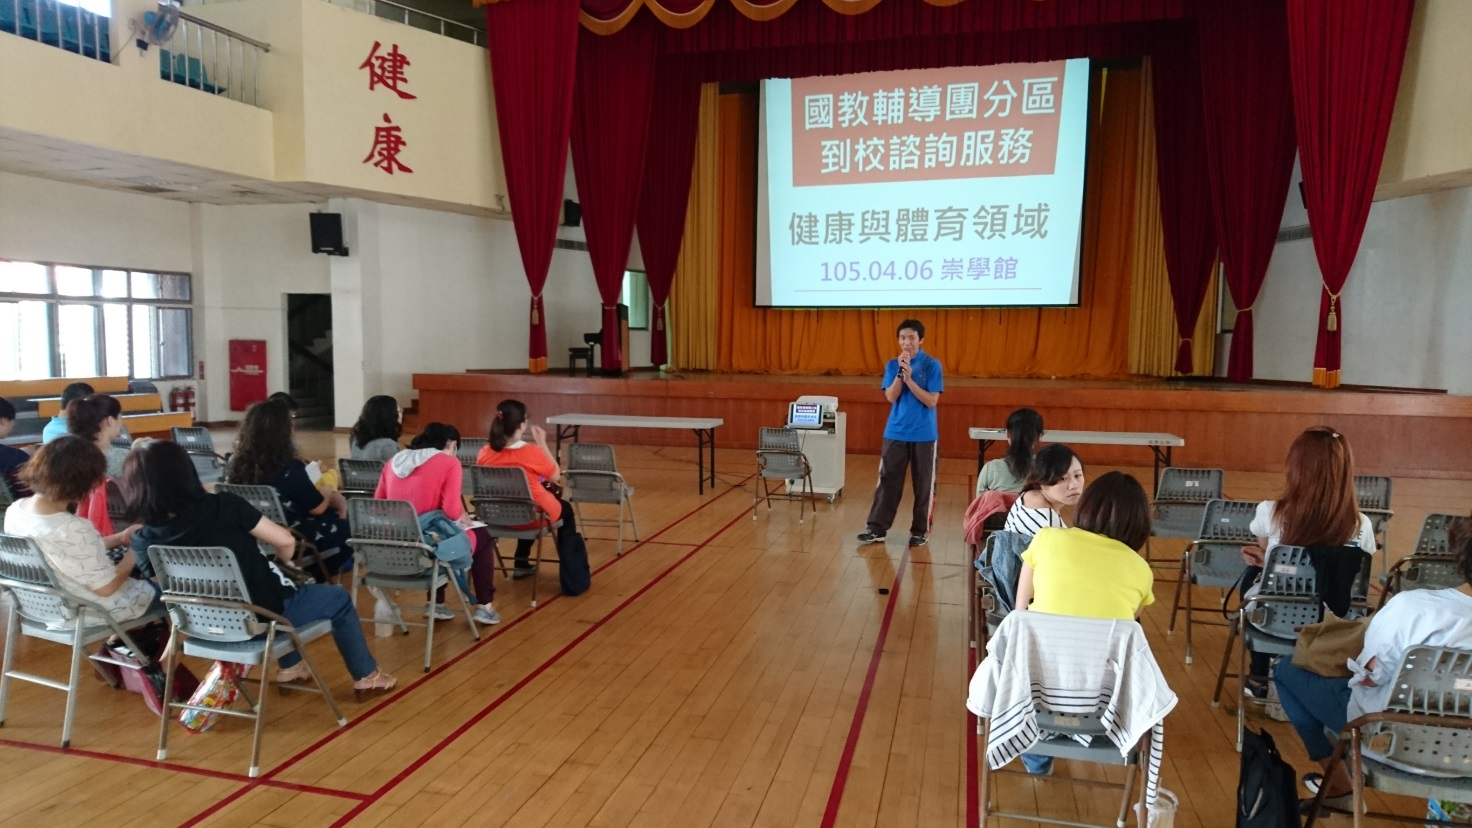 健
康
國教輔導團分區
到校諮詢服務
健康與體育領域
105.04.06 崇學館